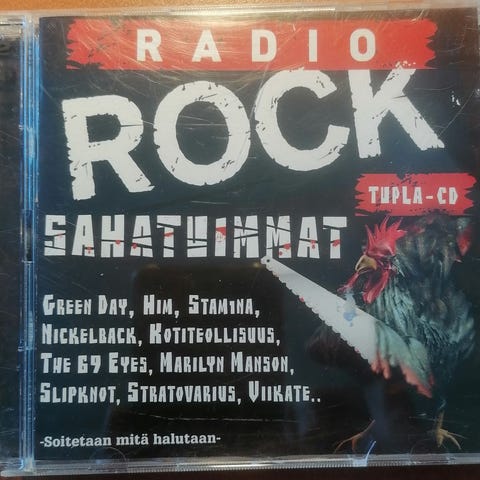 RADIO
ROCK
TUPLA-CD
SAHATUIMMAT
GREEN DAY, HIM, STAM1NA,
NICKELBACK, KOTITEOLLISUUS,
THE 69 EYES, MARILYN MANSON,
SLIPKNOT, STRATOVARIUS, VIIKATE..
-Soitetaan mitä halutaan-